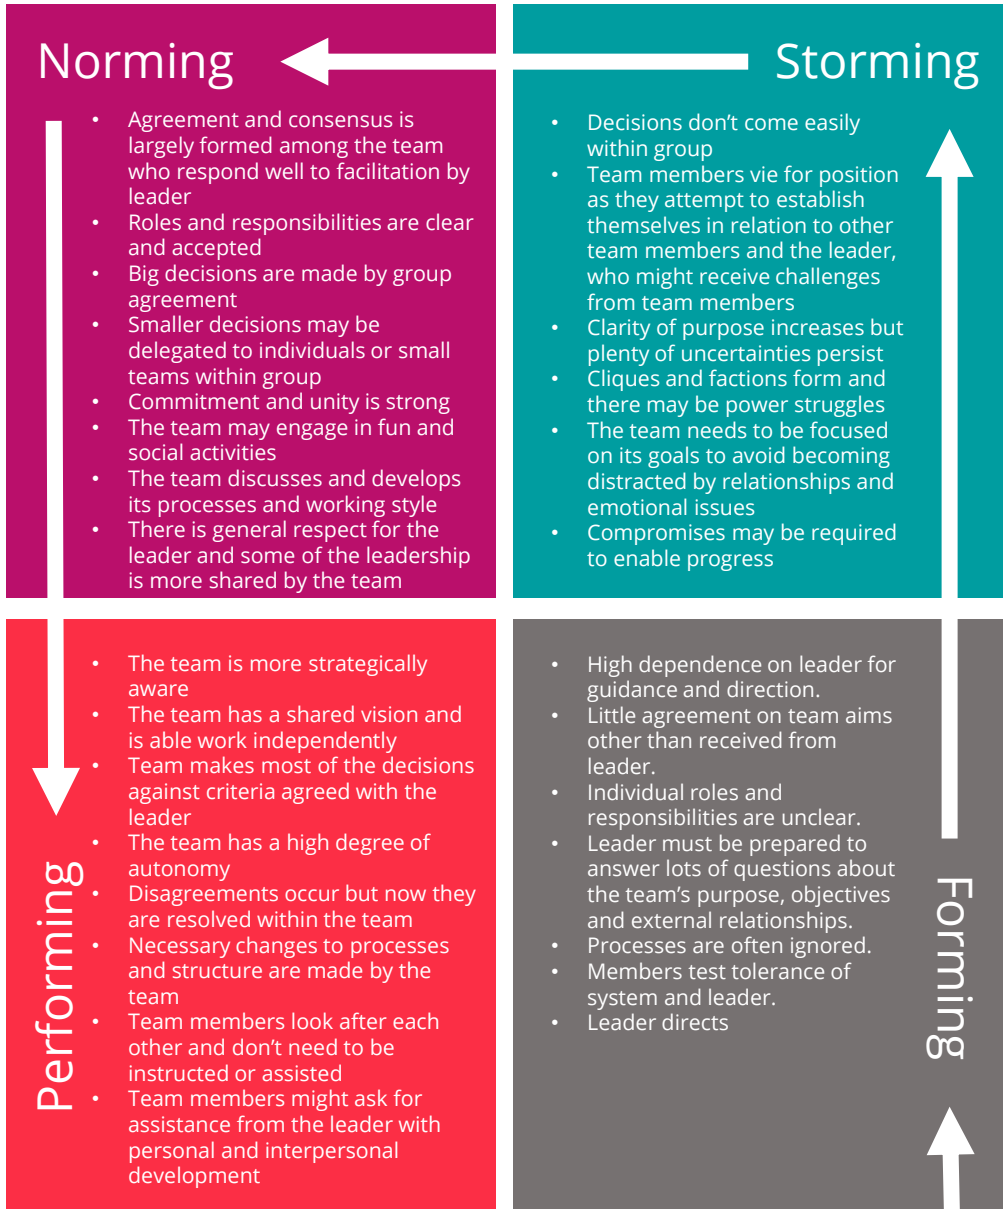 Norming
• Agreement and consensus is
largely formed among the team
who respond well to facilitation by
leader
• Roles and responsibilities are clear
and accepted
• Big decisions are made by group
agreement
• Smaller decisions may be
delegated to individuals or small
teams within group
• Commitment and unity is strong
• The team may engage in fun and
social activities
• The team discusses and develops
its processes and working style
• There is general respect for the
leader and some of the leadership
is more shared by the team
Storming
• Decisions don’t come easily
within group
• Team members vie for position
as they attempt to establish
themselves in relation to other
team members and the leader,
who might receive challenges
from team members
• Clarity of purpose increases but
plenty of uncertainties persist
• Cliques and factions form and
there may be power struggles
• The team needs to be focused
on its goals to avoid becoming
distracted by relationships and
emotional issues
• Compromises may be required
to enable progress
Performing
• The team is more strategically
aware
• The team has a shared vision and
is able work independently
• Team makes most of the decisions
against criteria agreed with the
leader
• The team has a high degree of
autonomy
• Disagreements occur but now they
are resolved within the team
• Necessary changes to processes
and structure are made by the
team
• Team members look after each
other and don’t need to be
instructed or assisted
• Team members might ask for
assistance from the leader with
personal and interpersonal
development
Forming
• High dependence on leader for
guidance and direction.
• Little agreement on team aims
other than received from
leader.
• Individual roles and
responsibilities are unclear.
• Leader must be prepared to
answer lots of questions about
the team’s purpose, objectives
and external relationships.
• Processes are often ignored.
• Members test tolerance of
system and leader.
• Leader directs